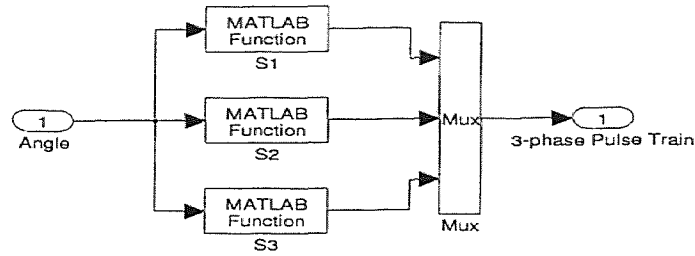 MATLAB
Function
S1
1
Angle
MATLAB
Function
S2
Mux
1
3-phase Pulse Train
MATLAB
Function
S3
Mux